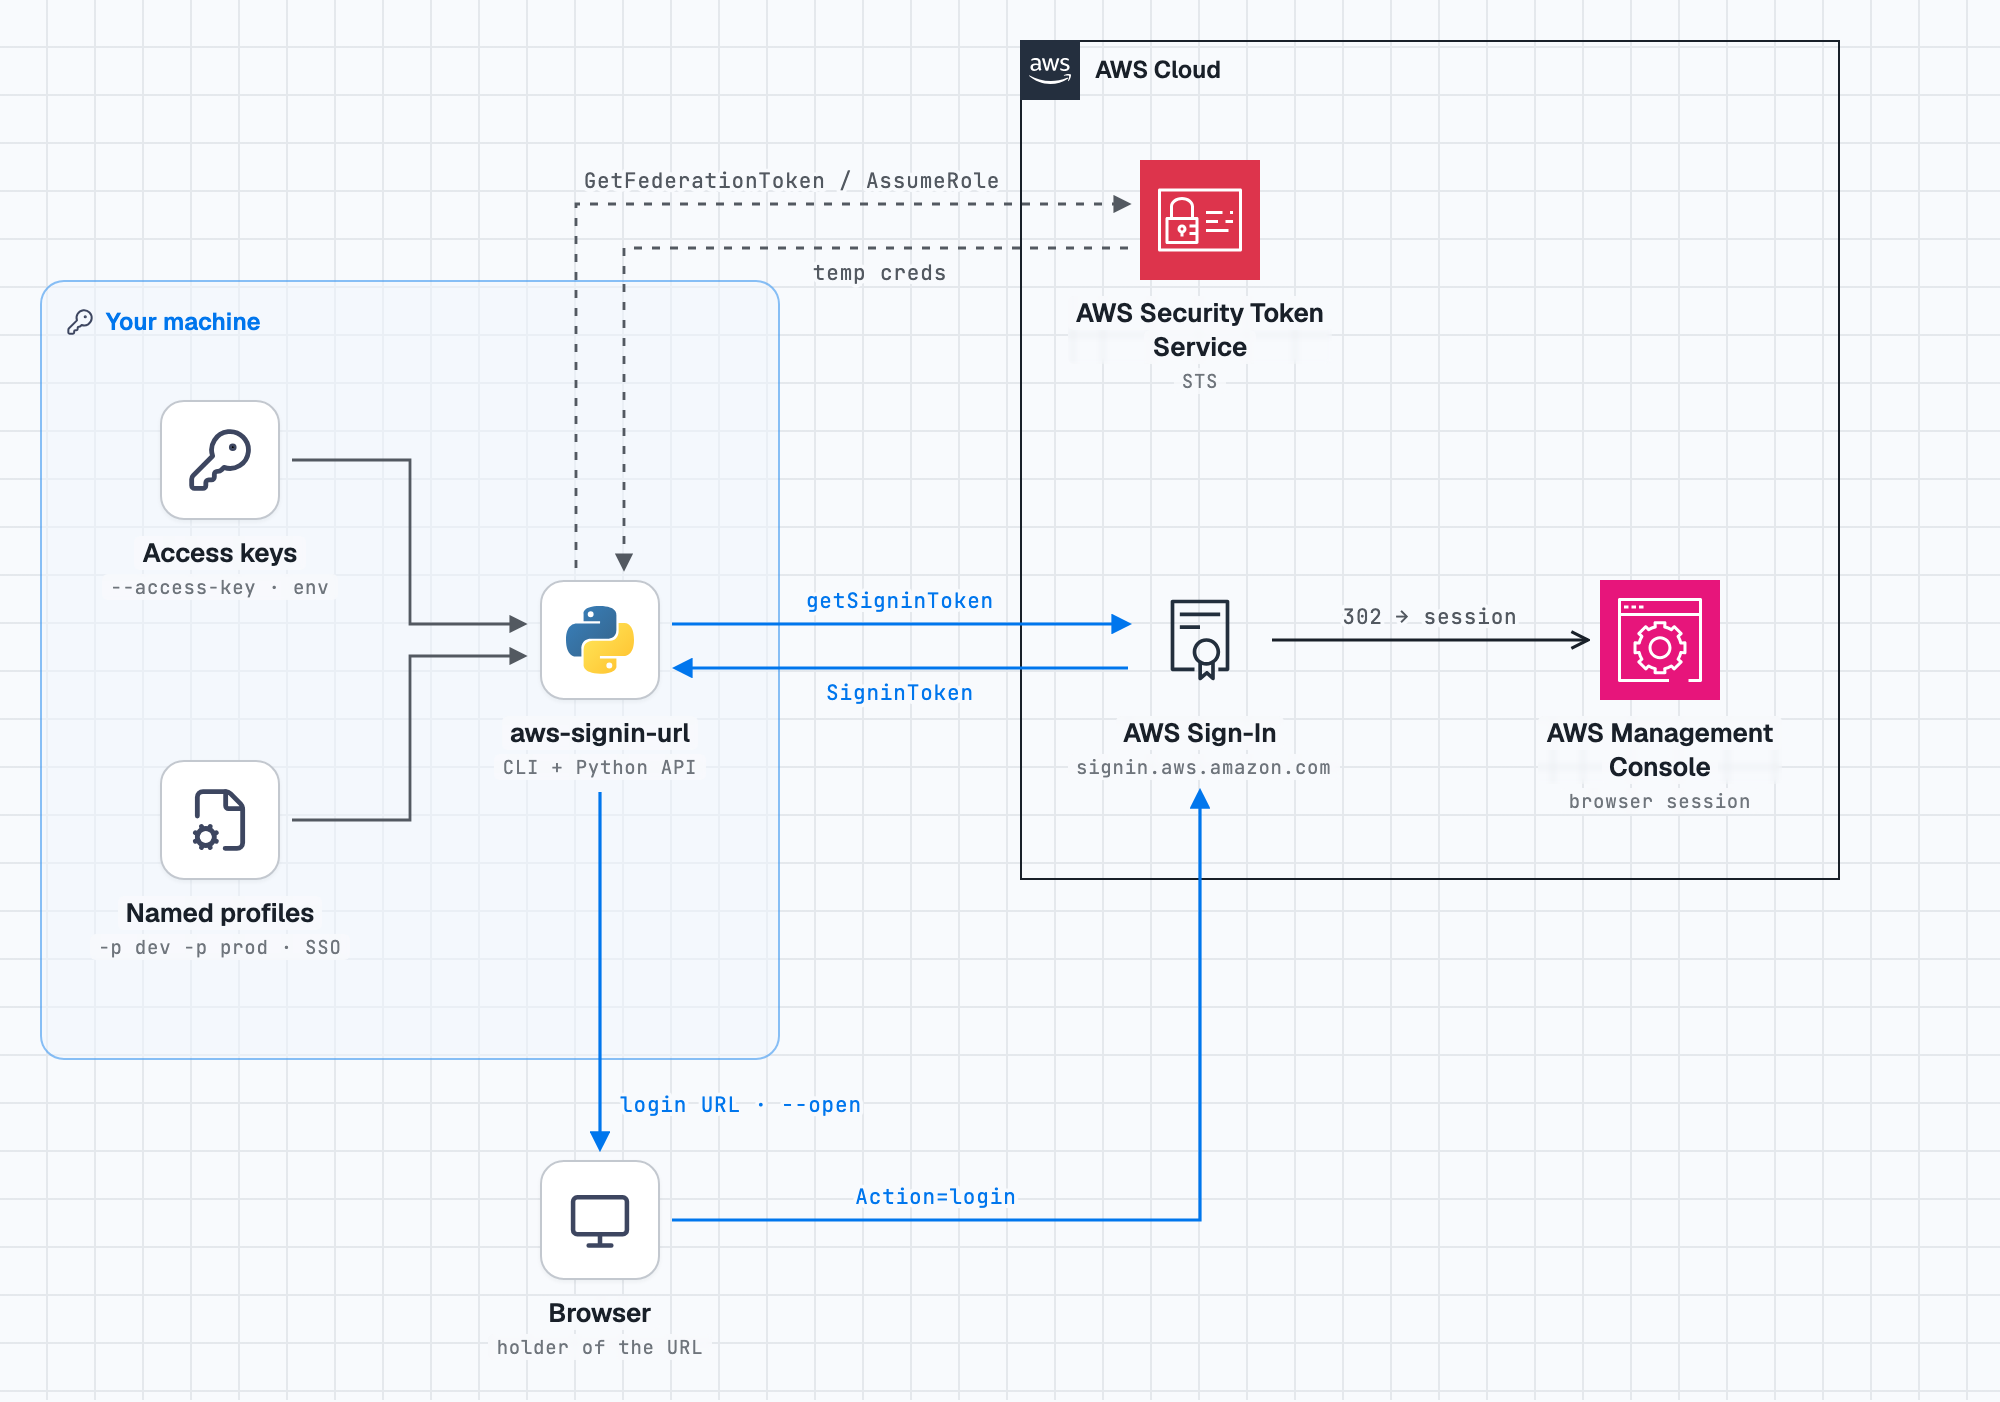 aws
AWS Cloud
GetFederationToken / AssumeRole
temp creds
AWS Security Token
Service
STS
Your machine
Access keys
--access-key · env
Named profiles
-p dev -p prod · SSO
aws-signin-url
CLI + Python API
getSigninToken
SigninToken
AWS Sign-In
signin.aws.amazon.com
302 → session
AWS Management
Console
browser session
login URL · --open
Action=login
Browser
holder of the URL